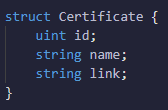 struct Certificate {
    uint id;
    string name;
    string link;
}